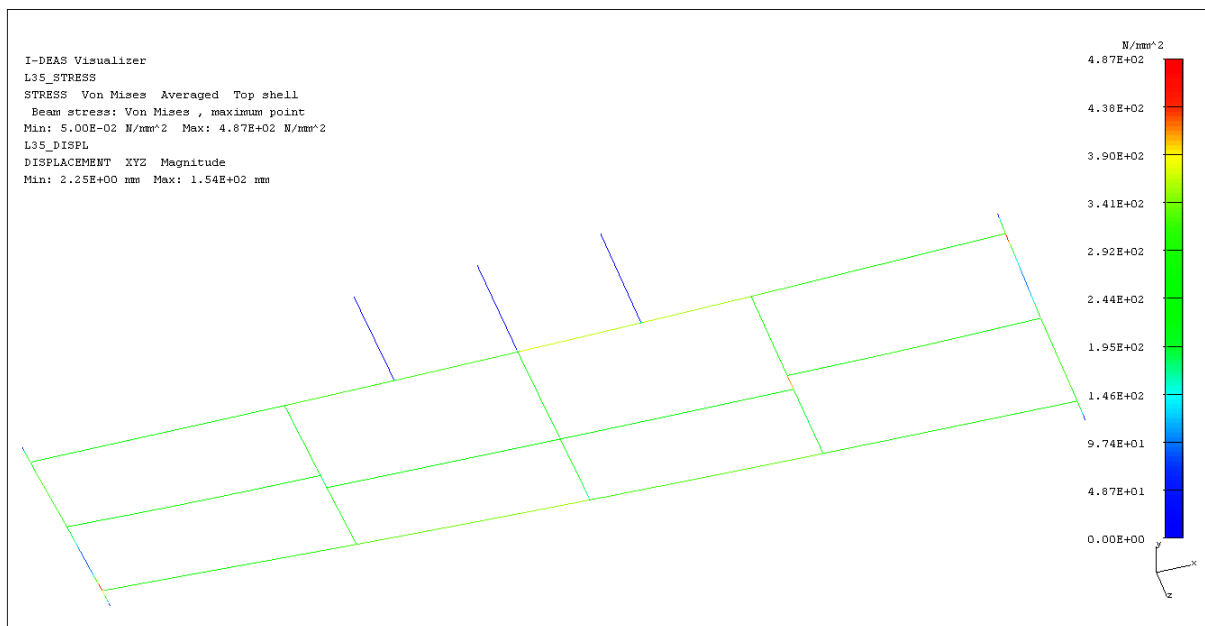 I-DEAS Visualizer
L35_STRESS
STRESS Von Mises Averaged Top shell
Beam stress: Von Mises , maximum point
Min: 5.00E-02 N/mm^2 Max: 4.87E+02 N/mm^2
L35_DISPL
DISPLACEMENT XYZ Magnitude
Min: 2.25E+00 mm Max: 1.54E+02 mm
N/mm^2
4.87E+02
4.38E+02
3.90E+02
3.41E+02
2.92E+02
2.44E+02
1.95E+02
1.46E+02
9.74E+01
4.87E+01
0.00E+00
y
x
z